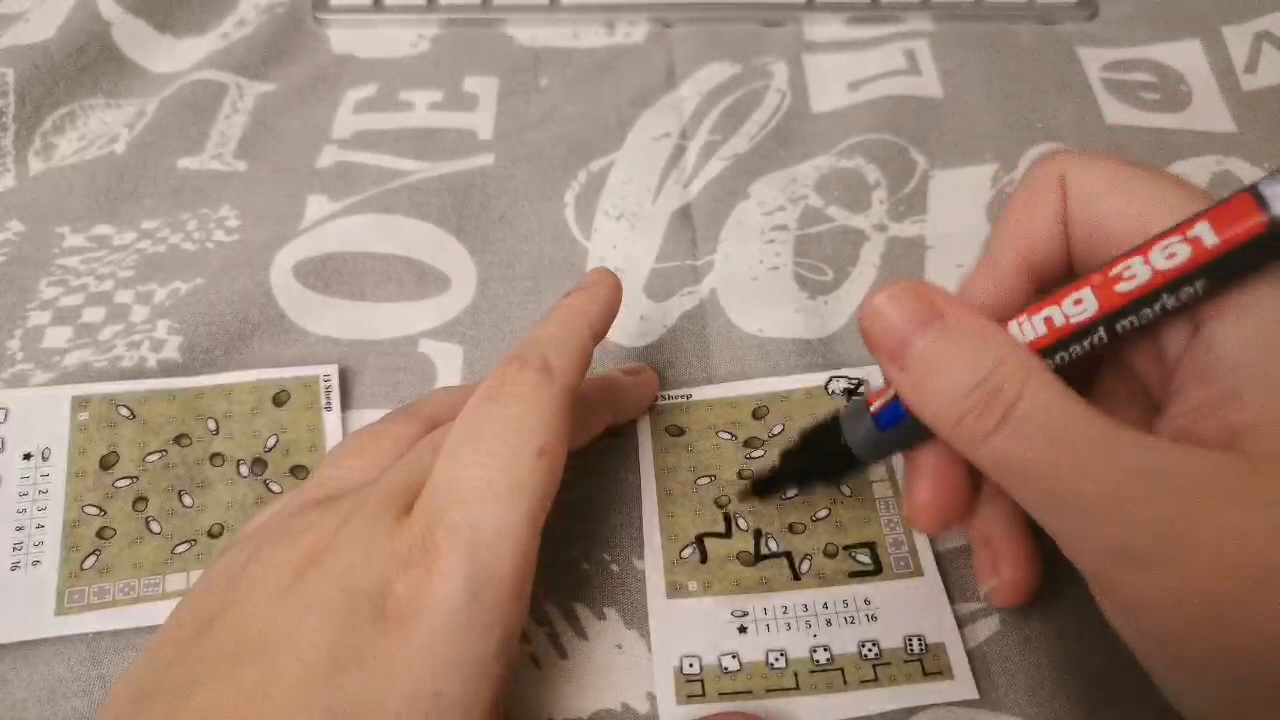 LOVE
L
e
ding 361
board marker
13 Sheep
B
1 2 3 4 5 6
1 3 5 8 12 16
Sheep
B
1 2 3 4 5 6
1 3 5 8 12 16